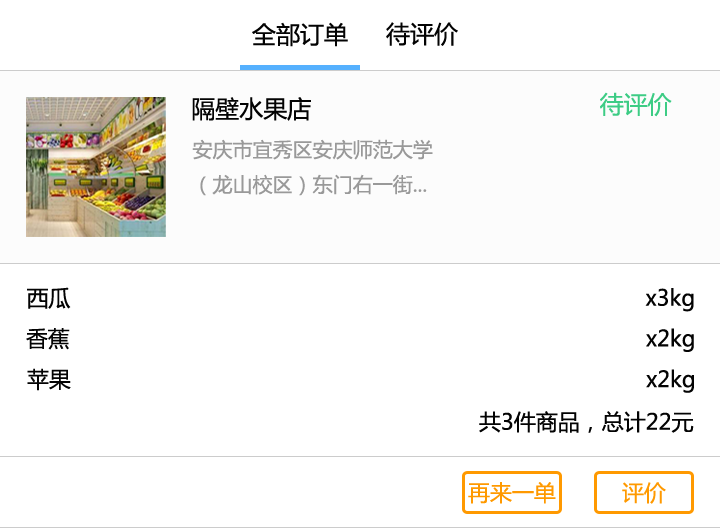 全部订单 待评价
隔壁水果店 待评价
安庆市宜秀区安庆师范大学
（龙山校区）东门右一街...
西瓜 x3kg
香蕉 x2kg
苹果 x2kg
共3件商品，总计22元
再来一单 评价